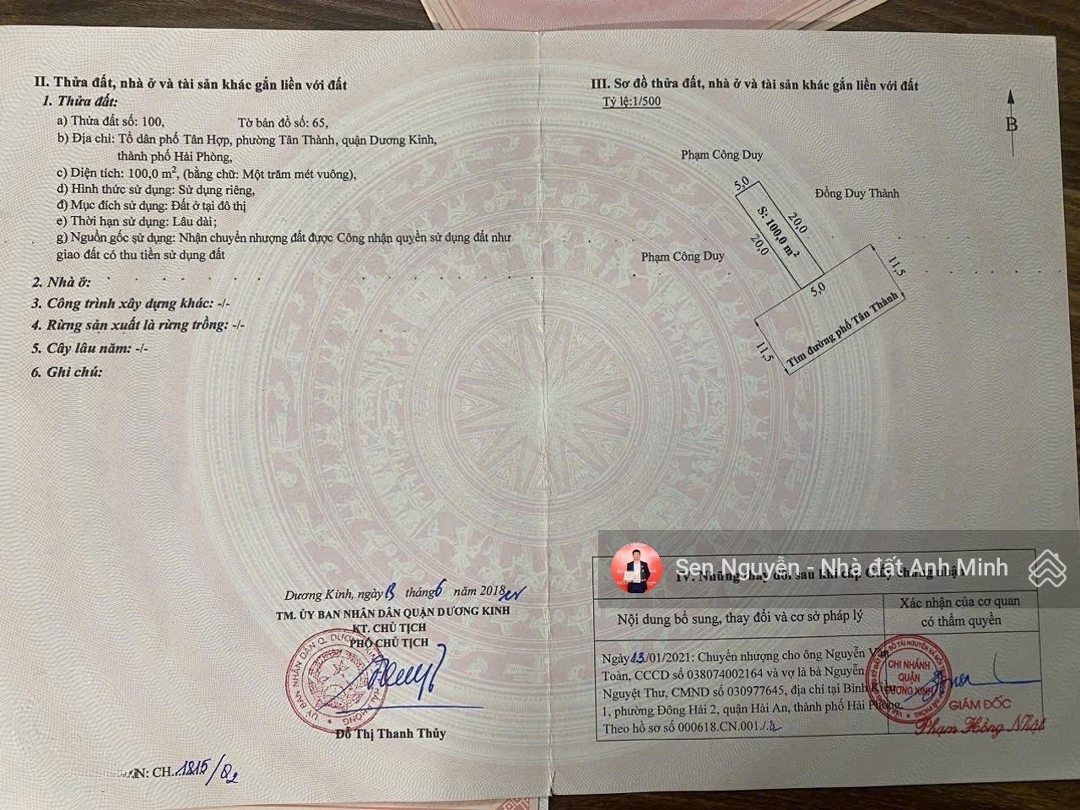 II. Thửa đất, nhà ở và tài sản khác gắn liền với đất
1. Thửa đất:
a) Thửa đất số: 100, Tờ bản đồ số: 65,
b) Địa chỉ: Tổ dân phố Tân Hợp, phường Tân Thành, quận Dương Kinh,
thành phố Hải Phòng,
c) Diện tích: 100,0 m², (bằng chữ: Một trăm mét vuông),
d) Hình thức sử dụng: Sử dụng riêng,
đ) Mục đích sử dụng: Đất ở tại đô thị
e) Thời hạn sử dụng: Lâu dài;
g) Nguồn gốc sử dụng: Nhận chuyển nhượng đất được Công nhận quyền sử dụng đất như
giao đất có thu tiền sử dụng đất
2. Nhà ở:
3. Công trình xây dựng khác: -/-
4. Rừng sản xuất là rừng trồng: -/-
5. Cây lâu năm: -/-
6. Ghi chú:
Dương Kinh, ngày 13 tháng 6 năm 2018
TM. ỦY BAN NHÂN DÂN QUẬN DƯƠNG KINH
KT. CHỦ TỊCH
PHÓ CHỦ TỊCH
Đỗ Thị Thanh Thủy
CH. 1815/Q2
III. Sơ đồ thửa đất, nhà ở và tài sản khác gắn liền với đất
Tỷ lệ:1/500
B
Phạm Công Duy
5,0
Đồng Duy Thành
20,0
S: 100,0 m²
20,0
Phạm Công Duy
5,0
11,5
Tim đường phố Tân Thành
11,5
Sen Nguyễn - Nhà đất Anh Minh
IV. Những thay đổi sau khi cấp Giấy chứng nhận
Nội dung bổ sung, thay đổi và cơ sở pháp lý
Xác nhận của cơ quan
có thẩm quyền
Ngày 13/01/2021: Chuyển nhượng cho ông Nguyễn Văn
Toàn, CCCD số 038074002164 và vợ là bà Nguyễn
Nguyệt Thư, CMND số 030977645, địa chỉ tại Bình Kiều
1, phường Đông Hải 2, quận Hải An, thành phố Hải Phòng.
Theo hồ sơ số 000618.CN.001./.
CHI NHÁNH
QUẬN
DƯƠNG KINH
GIÁM ĐỐC
Phạm Hồng Nhật